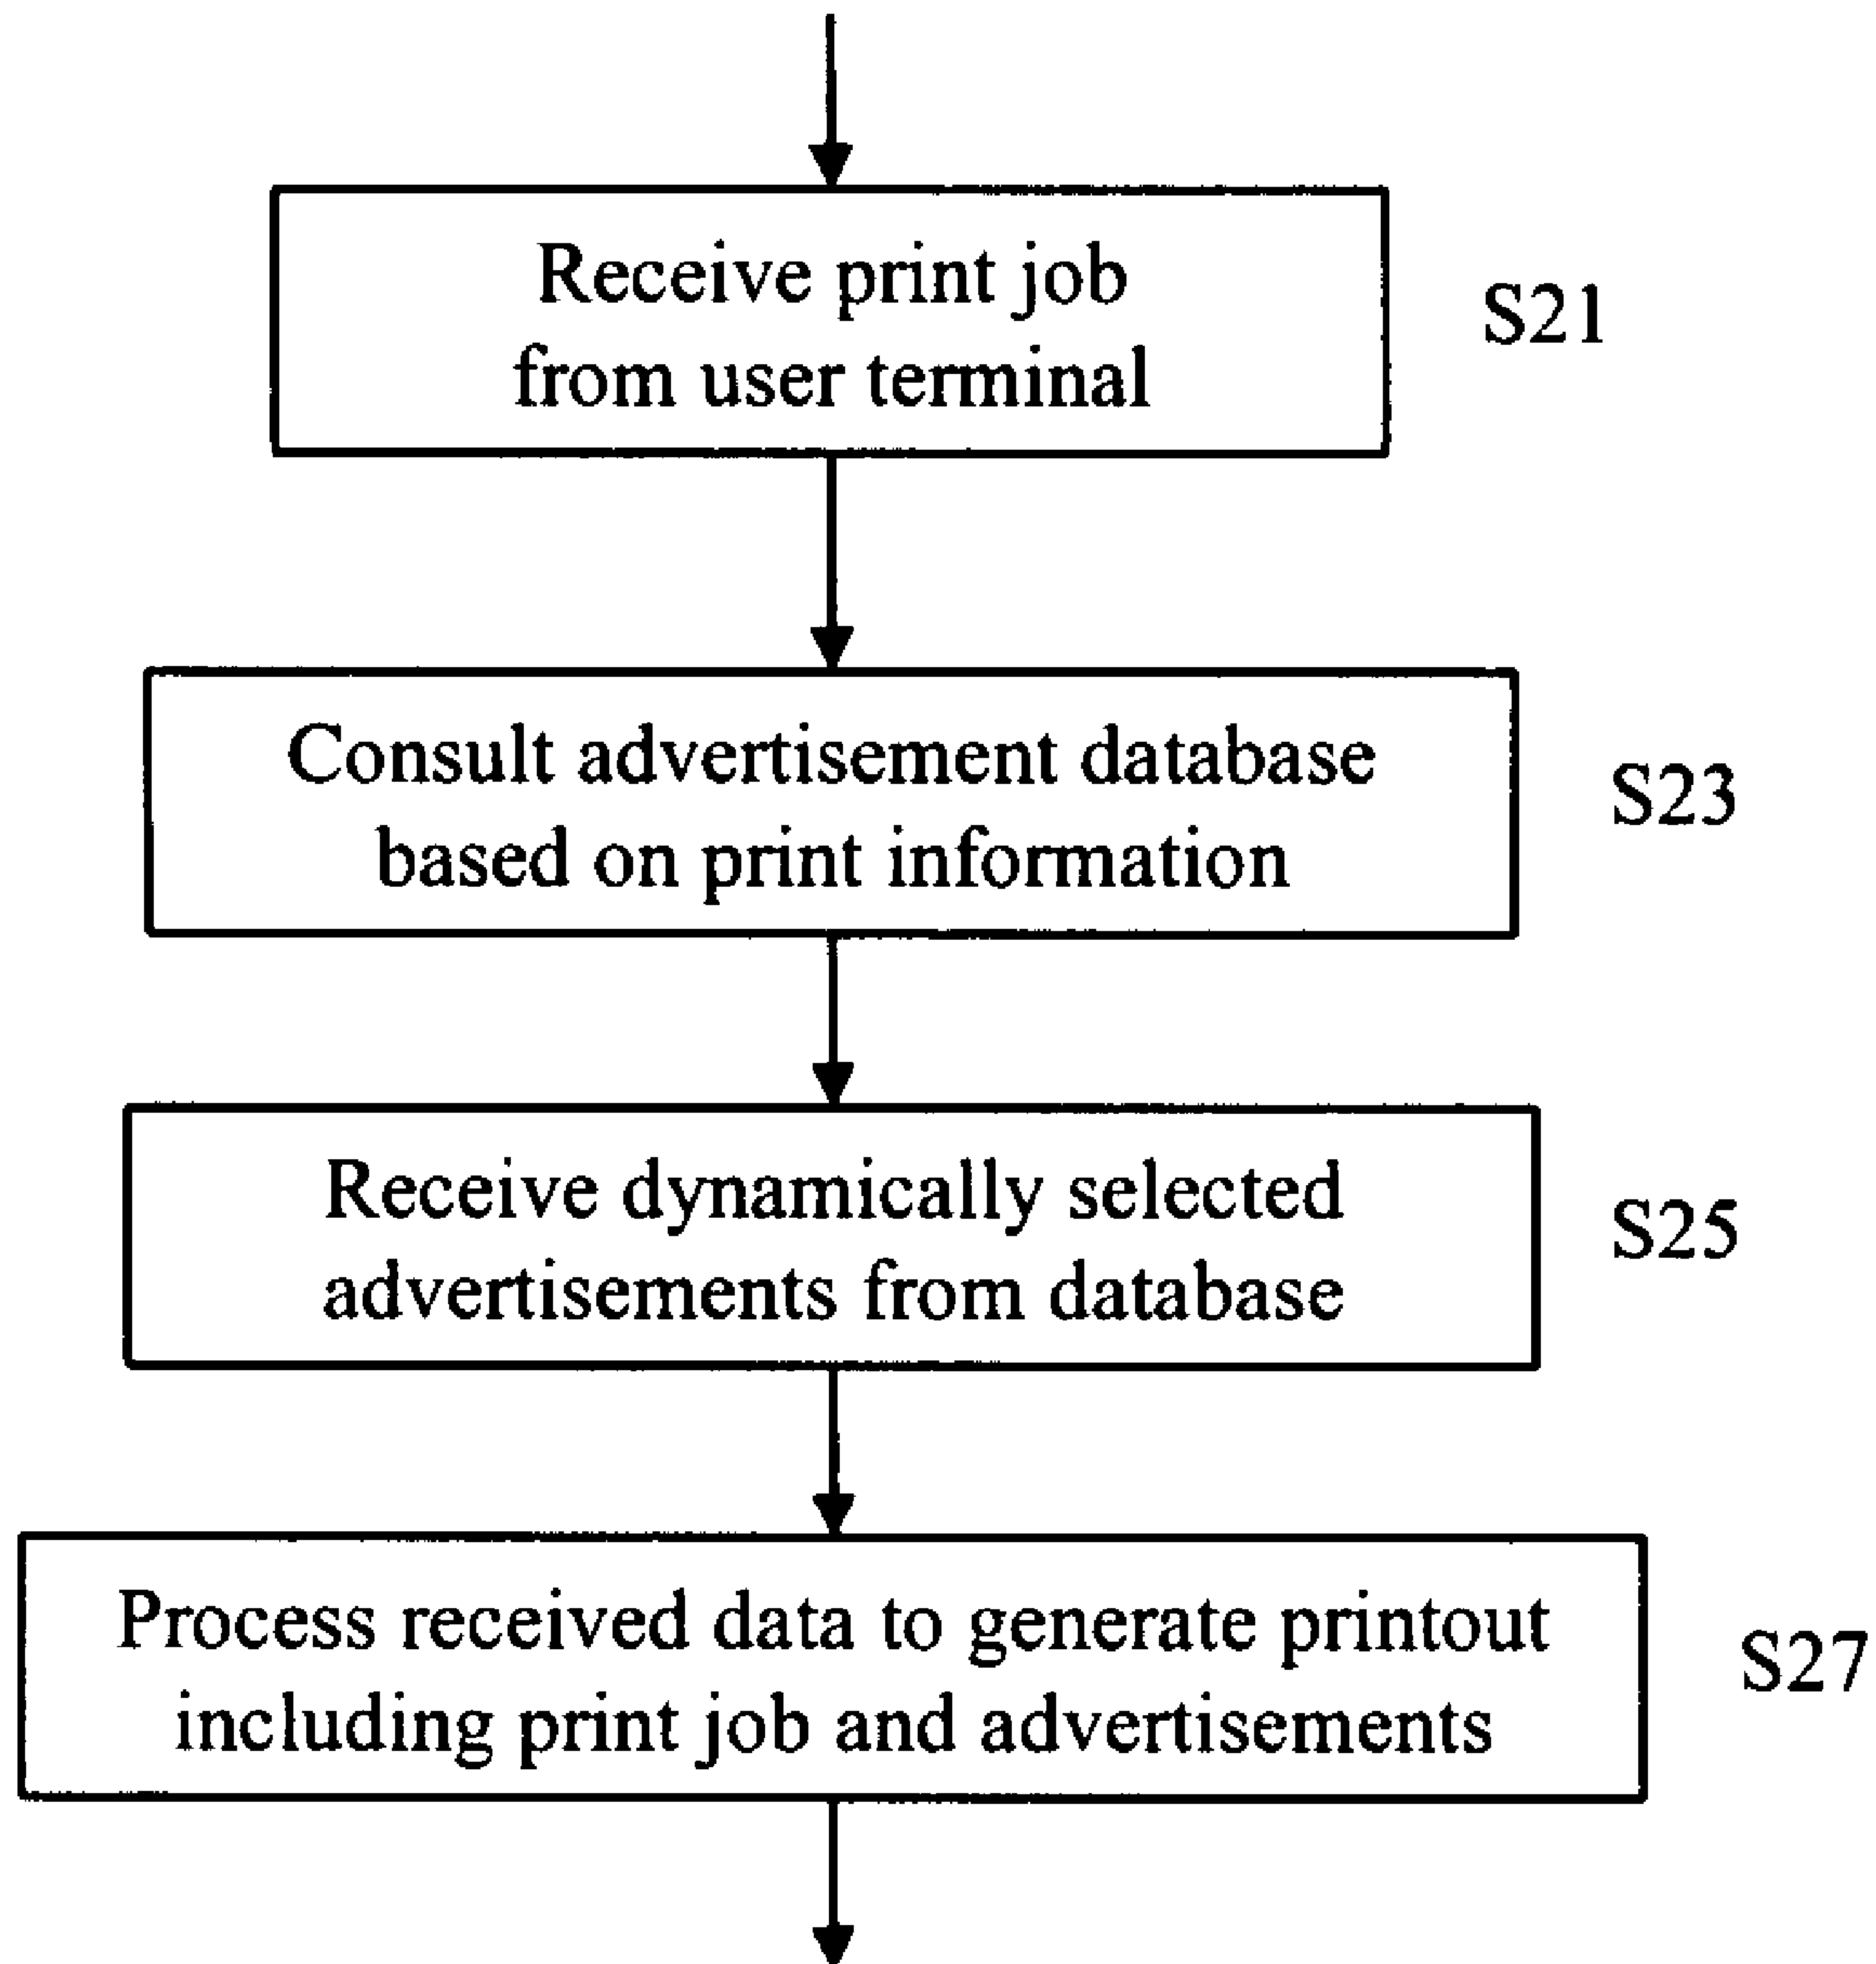 Receive print job
from user terminal
S21
Consult advertisement database
based on print information
S23
Receive dynamically selected
advertisements from database
S25
Process received data to generate printout
including print job and advertisements
S27